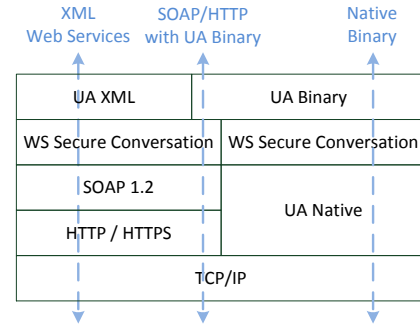 XML
Web Services
SOAP/HTTP
with UA Binary
Native
Binary
UA XML
UA Binary
WS Secure Conversation
WS Secure Conversation
SOAP 1.2
UA Native
HTTP / HTTPS
TCP/IP